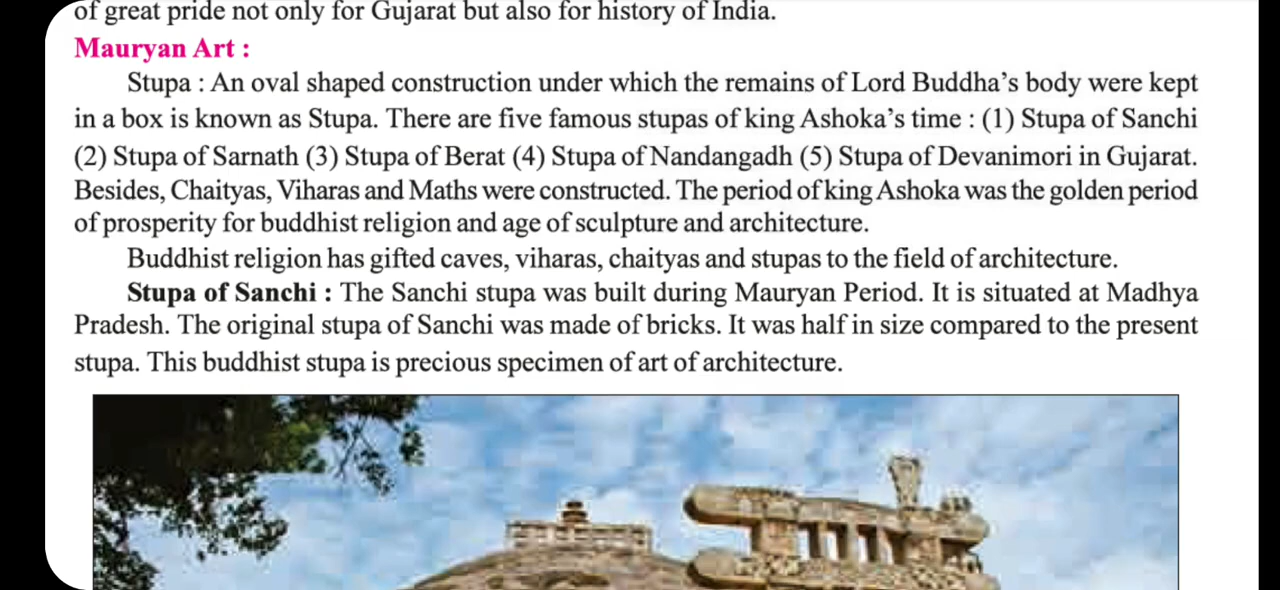 of great pride not only for Gujarat but also for history of India.
Mauryan Art :
Stupa : An oval shaped construction under which the remains of Lord Buddha's body were kept
in a box is known as Stupa. There are five famous stupas of king Ashoka's time : (1) Stupa of Sanchi
(2) Stupa of Sarnath (3) Stupa of Berat (4) Stupa of Nandangadh (5) Stupa of Devanimori in Gujarat.
Besides, Chaityas, Viharas and Maths were constructed. The period of king Ashoka was the golden period
of prosperity for buddhist religion and age of sculpture and architecture.
Buddhist religion has gifted caves, viharas, chaityas and stupas to the field of architecture.
Stupa of Sanchi : The Sanchi stupa was built during Mauryan Period. It is situated at Madhya
Pradesh. The original stupa of Sanchi was made of bricks. It was half in size compared to the present
stupa. This buddhist stupa is precious specimen of art of architecture.